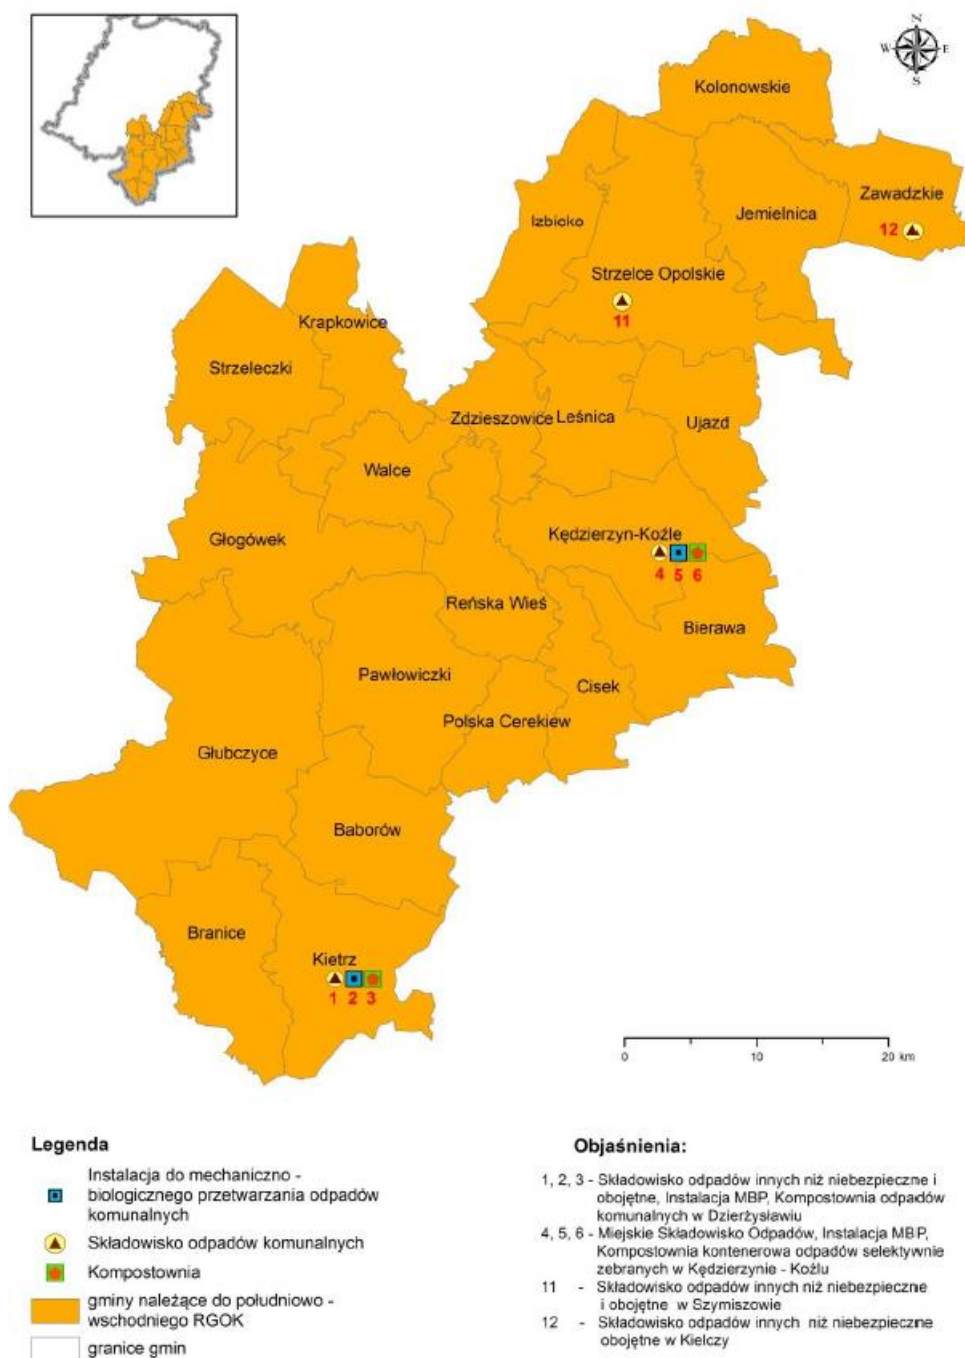 N
W E
S
Kolonowskie
Zawadzkie
Izbicko
Jemielnica
12
Strzelce Opolskie
11
Krapkowice
Strzeleczki
Zdzieszowice
Leśnica
Ujazd
Walce
Głogówek
Kędzierzyn-Koźle
4 5 6
Reńska Wieś
Bierawa
Pawłowiczki
Cisek
Polska Cerekiew
Głubczyce
Baborów
Branice
Kietrz
1 2 3
0 10 20 km
Legenda
Instalacja do mechaniczno -
biologicznego przetwarzania odpadów
komunalnych
Składowisko odpadów komunalnych
Kompostownia
gminy należące do południowo -
wschodniego RGOK
granice gmin
Objaśnienia:
1, 2, 3 - Składowisko odpadów innych niż niebezpieczne i
obojętne, Instalacja MBP, Kompostownia odpadów
komunalnych w Dzierżysławiu
4, 5, 6 - Miejskie Składowisko Odpadów, Instalacja MBP,
Kompostownia kontenerowa odpadów selektywnie
zebranych w Kędzierzynie - Koźlu
11 - Składowisko odpadów innych niż niebezpieczne
i obojętne w Szymiszowie
12 - Składowisko odpadów innych niż niebezpieczne
obojętne w Kielczy